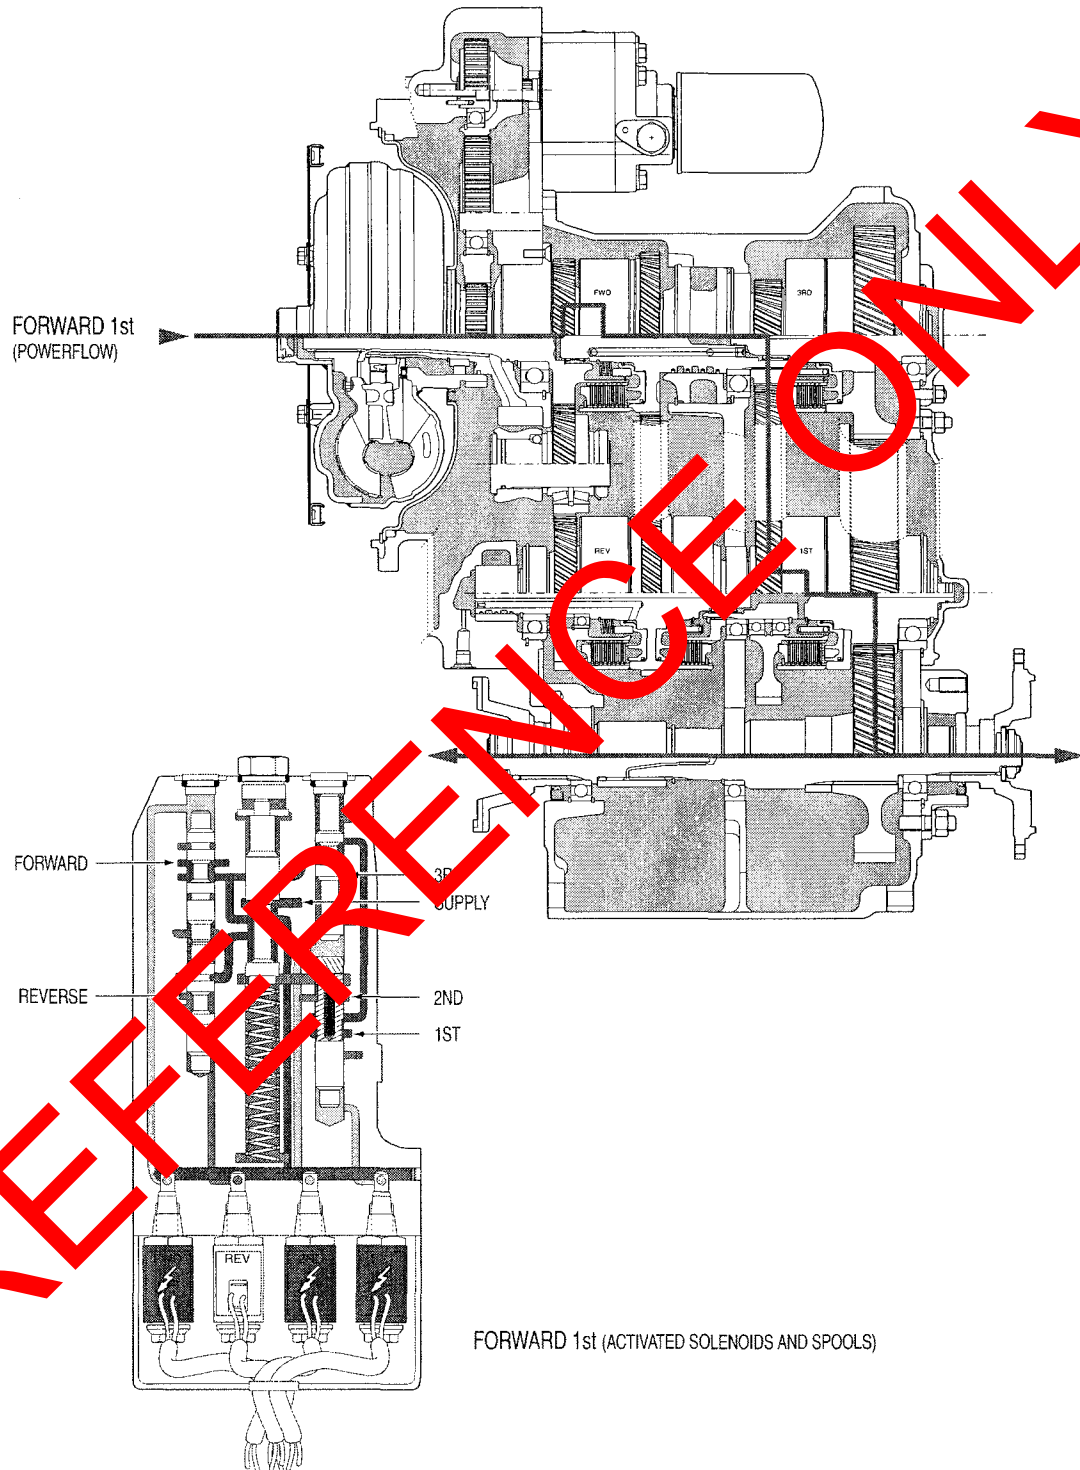 FORWARD 1st
(POWERFLOW)
FWD
3RD
REV
1ST
FORWARD
SUPPLY
REVERSE
2ND
1ST
REV
FORWARD 1st (ACTIVATED SOLENOIDS AND SPOOLS)
REFERENCE ONLY